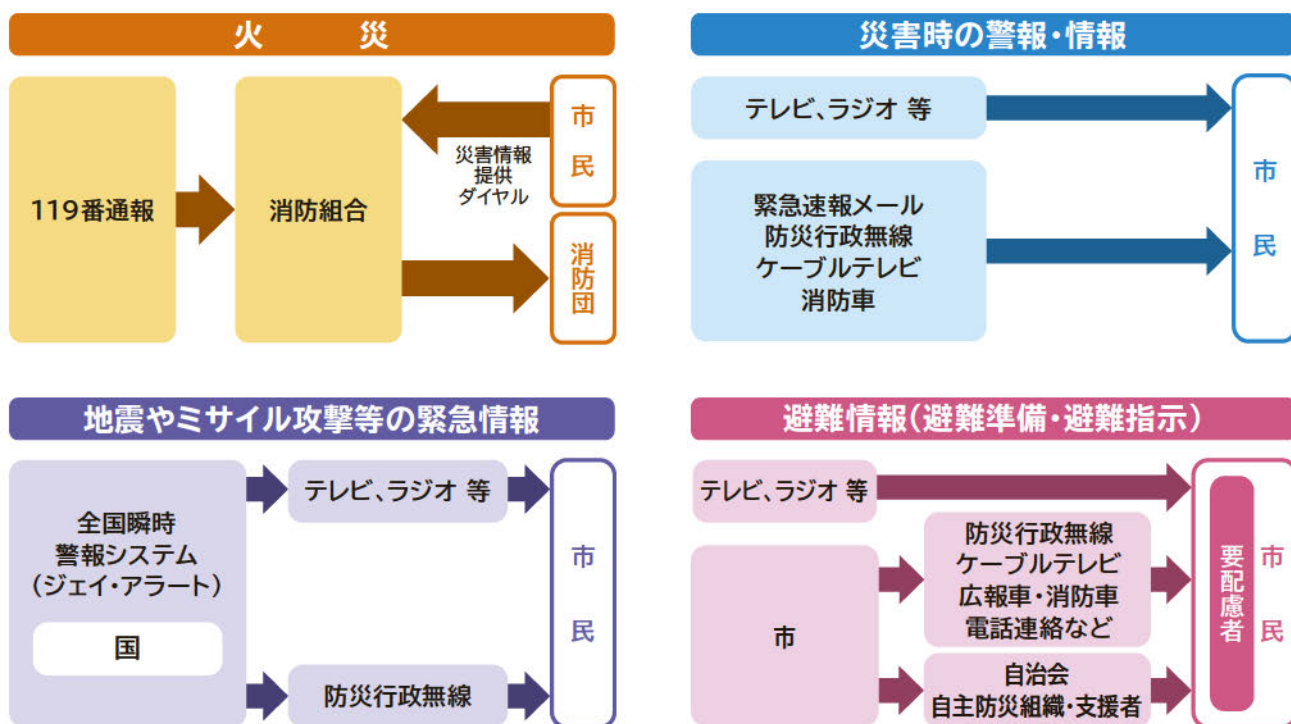 火　災
119番通報
消防組合
市民
災害情報
提供
ダイヤル
消防団
災害時の警報・情報
テレビ、ラジオ 等
緊急速報メール
防災行政無線
ケーブルテレビ
消防車
市民
地震やミサイル攻撃等の緊急情報
全国瞬時
警報システム
(ジェイ・アラート)
国
テレビ、ラジオ 等
防災行政無線
市民
避難情報(避難準備・避難指示)
テレビ、ラジオ 等
市
防災行政無線
ケーブルテレビ
広報車・消防車
電話連絡など
自治会
自主防災組織・支援者
要配慮者
市民